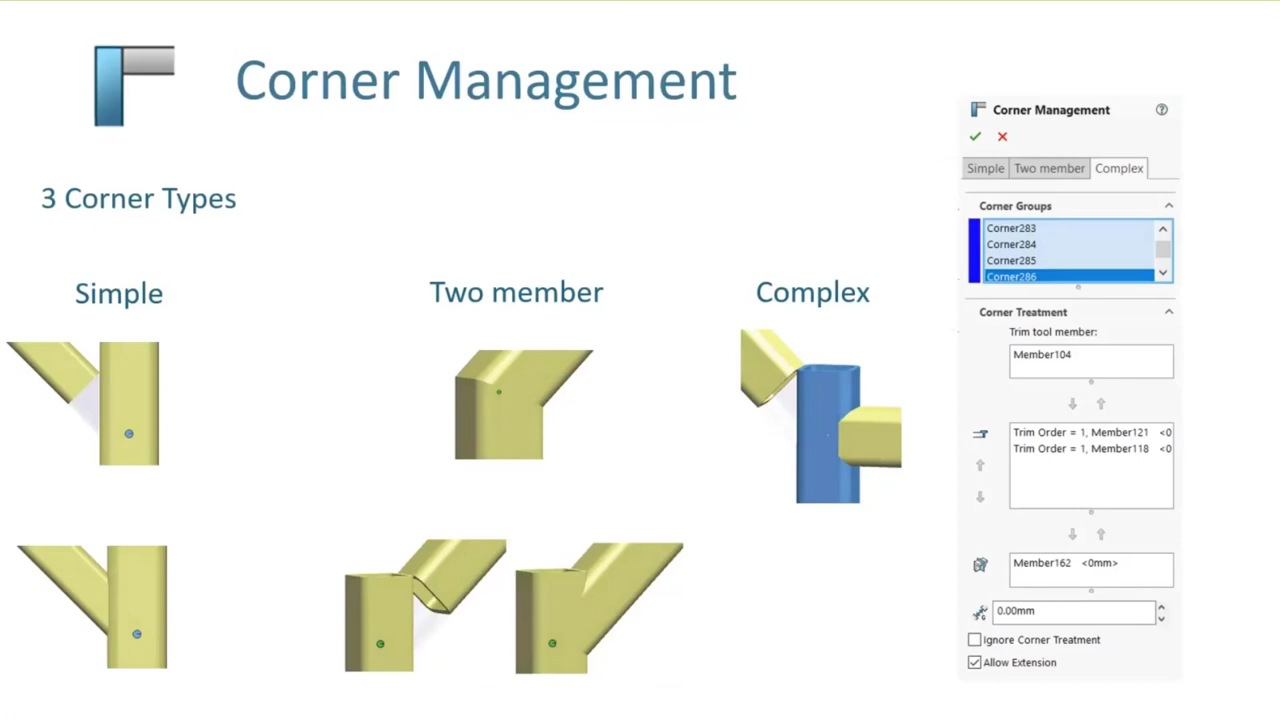 Corner Management
3 Corner Types
Simple
Two member
Complex
Corner Management
Simple
Two member
Complex
Corner Groups
Corner283
Corner284
Corner285
Corner286
Corner Treatment
Trim tool member:
Member104
Trim Order = 1, Member121 <0
Trim Order = 1, Member118 <0
Member162 <0mm>
0.00mm
Ignore Corner Treatment
Allow Extension